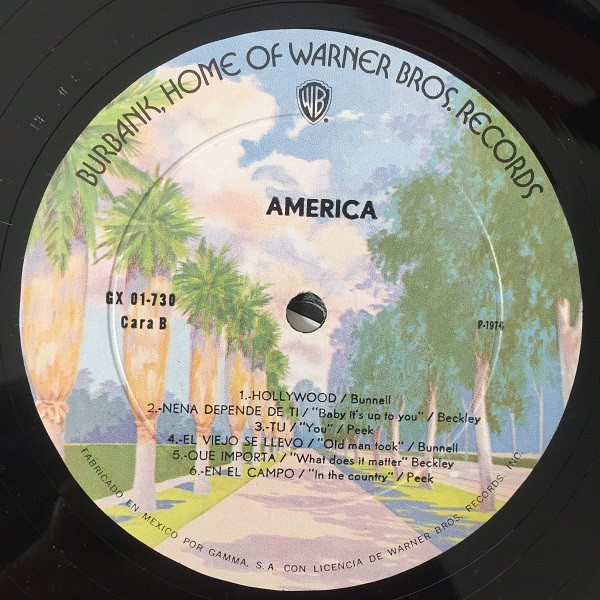 BURBANK, HOME OF WARNER BROS. RECORDS
WB
AMERICA
GX 01-730
Cara B
P-1974
1.-HOLLYWOOD / Bunnell
2.-NENA DEPENDE DE TI / "Baby it's up to you" / Beckley
3.-TU / "You" / Peek
4.-EL VIEJO SE LLEVO / "Old man took" / Bunnell
5.-QUE IMPORTA / "What does it matter" Beckley
6.-EN EL CAMPO / "In the country" / Peek
FABRICADO EN MEXICO POR GAMMA, S.A. CON LICENCIA DE WARNER BROS. RECORDS. INC.